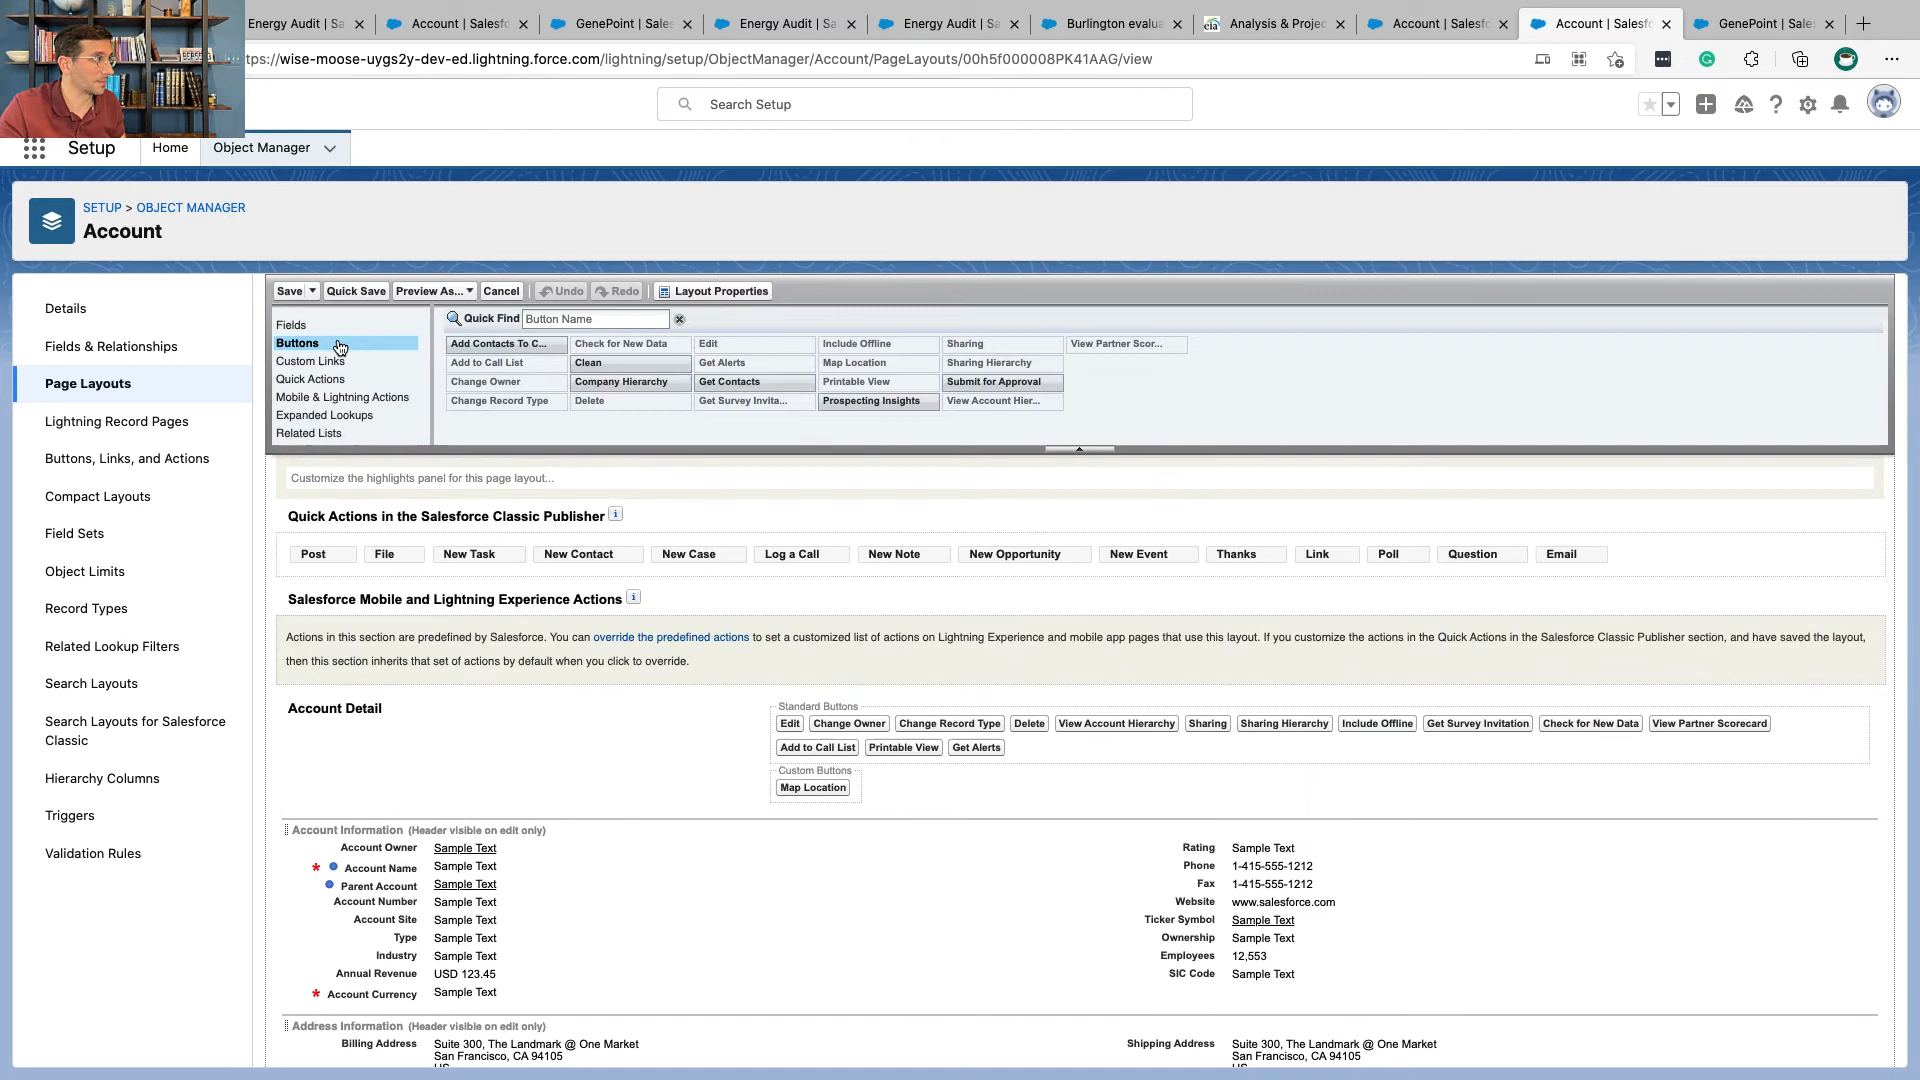 Energy Audit | Sa
Account | Salesfo
GenePoint | Sales
Energy Audit | Sa
Energy Audit | Sa
Burlington evalua
eia Analysis & Projec
Account | Salesfo
Account | Salesfo
GenePoint | Sales
tps://wise-moose-uygs2y-dev-ed.lightning.force.com/lightning/setup/ObjectManager/Account/PageLayouts/00h5f000008PK41AAG/view
Search Setup
Setup Home Object Manager
SETUP > OBJECT MANAGER
Account
Details
Fields & Relationships
Page Layouts
Lightning Record Pages
Buttons, Links, and Actions
Compact Layouts
Field Sets
Object Limits
Record Types
Related Lookup Filters
Search Layouts
Search Layouts for Salesforce
Classic
Hierarchy Columns
Triggers
Validation Rules
Save Quick Save Preview As... Cancel Undo Redo Layout Properties
Fields
Buttons
Custom Links
Quick Actions
Mobile & Lightning Actions
Expanded Lookups
Related Lists
Quick Find Button Name
Add Contacts To C... Check for New Data Edit Include Offline Sharing View Partner Scor...
Add to Call List Clean Get Alerts Map Location Sharing Hierarchy
Change Owner Company Hierarchy Get Contacts Printable View Submit for Approval
Change Record Type Delete Get Survey Invita... Prospecting Insights View Account Hier...
Customize the highlights panel for this page layout...
Quick Actions in the Salesforce Classic Publisher i
Post File New Task New Contact New Case Log a Call New Note New Opportunity New Event Thanks Link Poll Question Email
Salesforce Mobile and Lightning Experience Actions i
Actions in this section are predefined by Salesforce. You can override the predefined actions to set a customized list of actions on Lightning Experience and mobile app pages that use this layout. If you customize the actions in the Quick Actions in the Salesforce Classic Publisher section, and have saved the layout,
then this section inherits that set of actions by default when you click to override.
Account Detail
Standard Buttons
Edit Change Owner Change Record Type Delete View Account Hierarchy Sharing Sharing Hierarchy Include Offline Get Survey Invitation Check for New Data View Partner Scorecard
Add to Call List Printable View Get Alerts
Custom Buttons
Map Location
Account Information (Header visible on edit only)
Account Owner Sample Text Rating Sample Text
* Account Name Sample Text Phone 1-415-555-1212
Parent Account Sample Text Fax 1-415-555-1212
Account Number Sample Text Website www.salesforce.com
Account Site Sample Text Ticker Symbol Sample Text
Type Sample Text Ownership Sample Text
Industry Sample Text Employees 12,553
Annual Revenue USD 123.45 SIC Code Sample Text
* Account Currency Sample Text
Address Information (Header visible on edit only)
Billing Address Suite 300, The Landmark @ One Market Shipping Address Suite 300, The Landmark @ One Market
San Francisco, CA 94105 San Francisco, CA 94105
US US